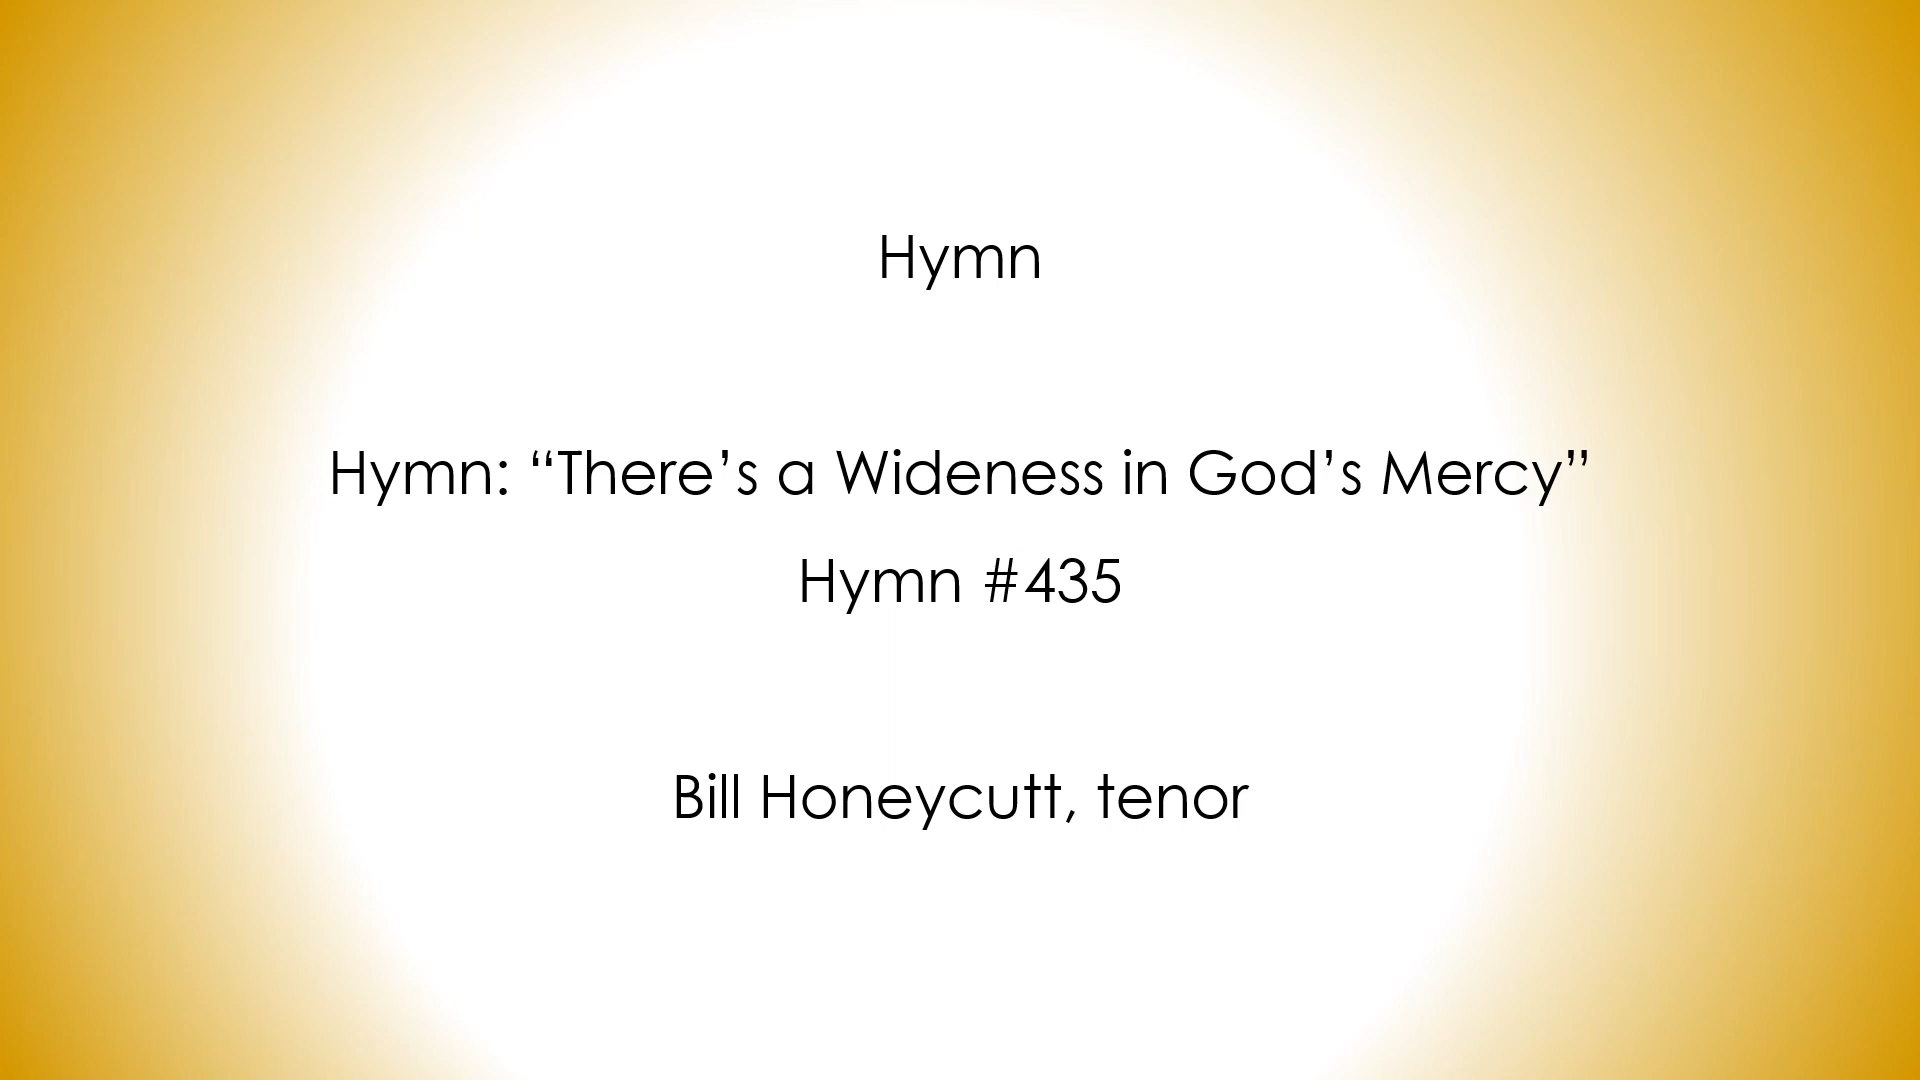 Hymn
Hymn: “There’s a Wideness in God’s Mercy”
Hymn #435
Bill Honeycutt, tenor